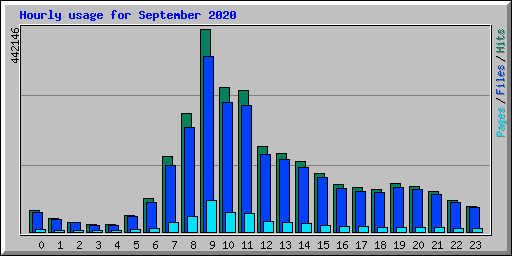 Hourly usage for September 2020
442146
Pages/Files/Hits
0 1 2 3 4 5 6 7 8 9 10 11 12 13 14 15 16 17 18 19 20 21 22 23